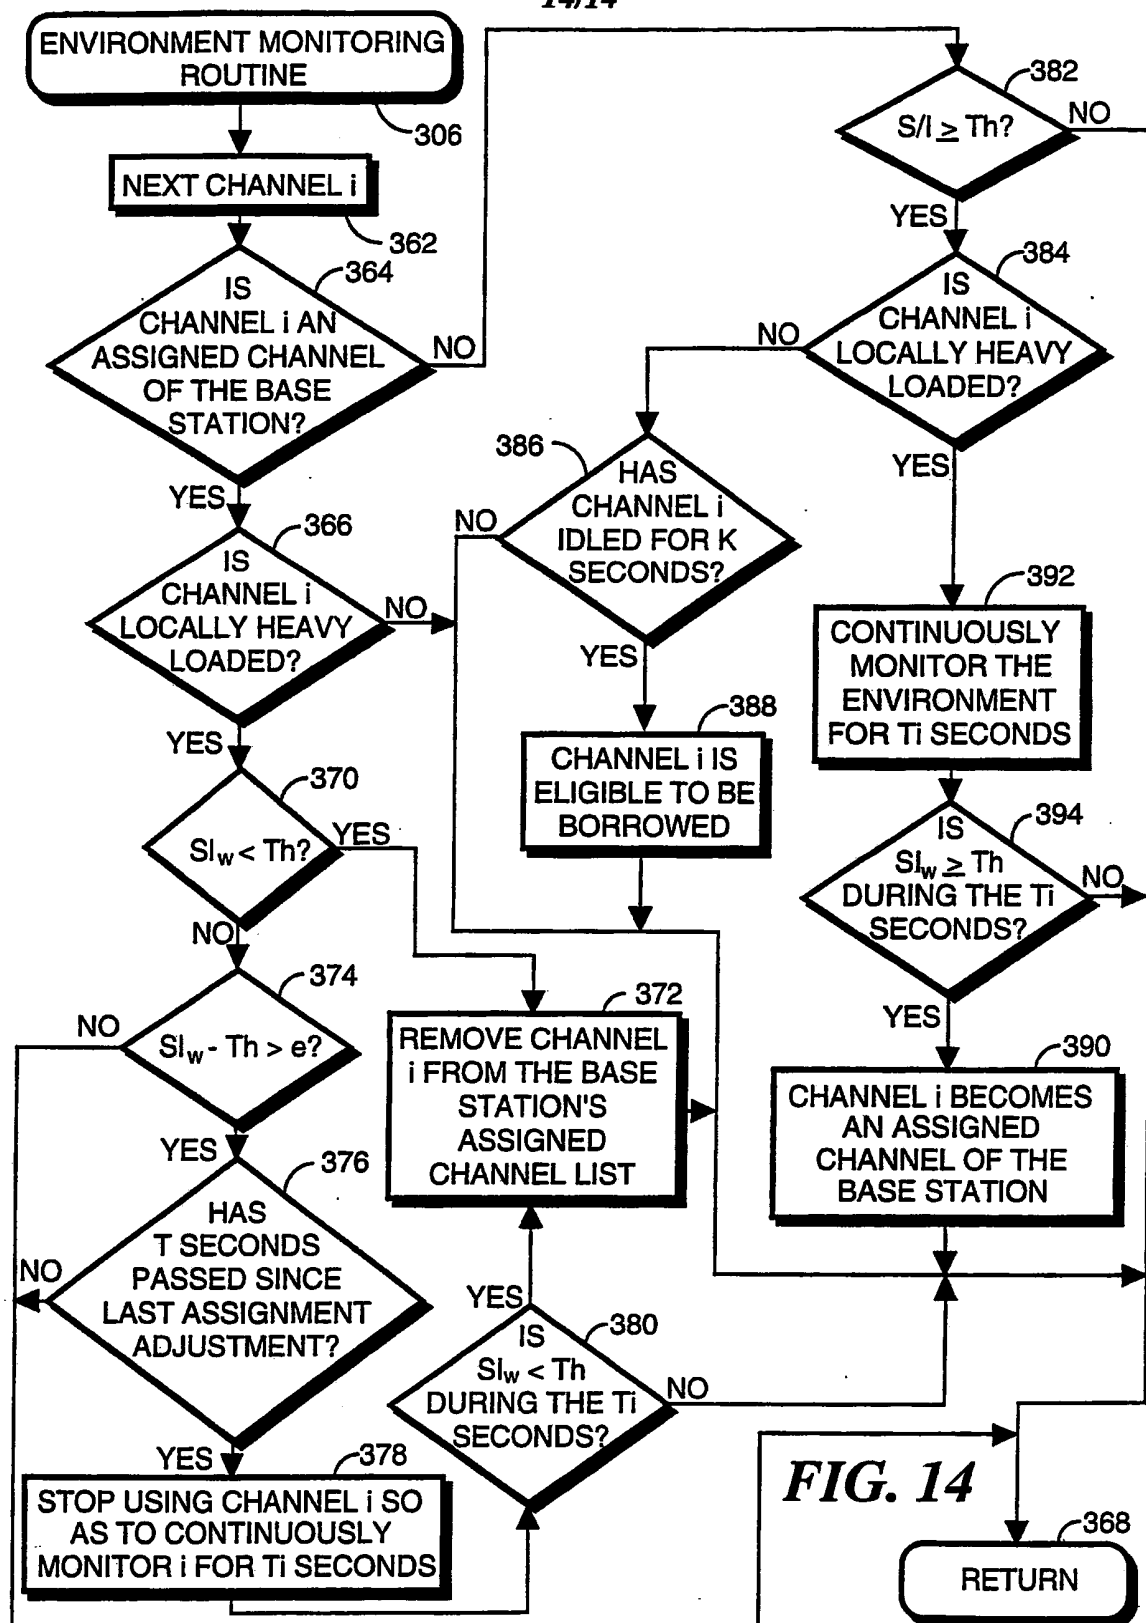 14/14
ENVIRONMENT MONITORING
ROUTINE
306
NEXT CHANNEL i
362
364
IS
CHANNEL i AN
ASSIGNED CHANNEL
OF THE BASE
STATION?
NO
YES
366
IS
CHANNEL i
LOCALLY HEAVY
LOADED?
NO
YES
370
SIw < Th?
YES
NO
374
SIw - Th > e?
NO
YES
376
HAS
T SECONDS
PASSED SINCE
LAST ASSIGNMENT
ADJUSTMENT?
NO
YES
378
STOP USING CHANNEL i SO
AS TO CONTINUOUSLY
MONITOR i FOR Ti SECONDS
380
IS
SIw < Th
DURING THE Ti
SECONDS?
YES
NO
372
REMOVE CHANNEL
i FROM THE BASE
STATION'S
ASSIGNED
CHANNEL LIST
382
S/I ≥ Th?
NO
YES
384
IS
CHANNEL i
LOCALLY HEAVY
LOADED?
NO
YES
386
HAS
CHANNEL i
IDLED FOR K
SECONDS?
NO
YES
388
CHANNEL i IS
ELIGIBLE TO BE
BORROWED
392
CONTINUOUSLY
MONITOR THE
ENVIRONMENT
FOR Ti SECONDS
394
IS
SIw ≥ Th
DURING THE Ti
SECONDS?
NO
YES
390
CHANNEL i BECOMES
AN ASSIGNED
CHANNEL OF THE
BASE STATION
FIG. 14
368
RETURN